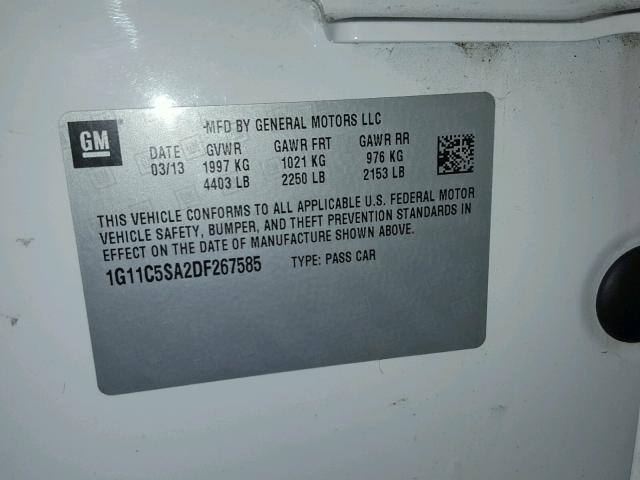 GM
MFD BY GENERAL MOTORS LLC
DATE GVWR GAWR FRT GAWR RR
03/13 1997 KG 1021 KG 976 KG
4403 LB 2250 LB 2153 LB
THIS VEHICLE CONFORMS TO ALL APPLICABLE U.S. FEDERAL MOTOR
VEHICLE SAFETY, BUMPER, AND THEFT PREVENTION STANDARDS IN
EFFECT ON THE DATE OF MANUFACTURE SHOWN ABOVE.
1G11C5SA2DF267585 TYPE: PASS CAR